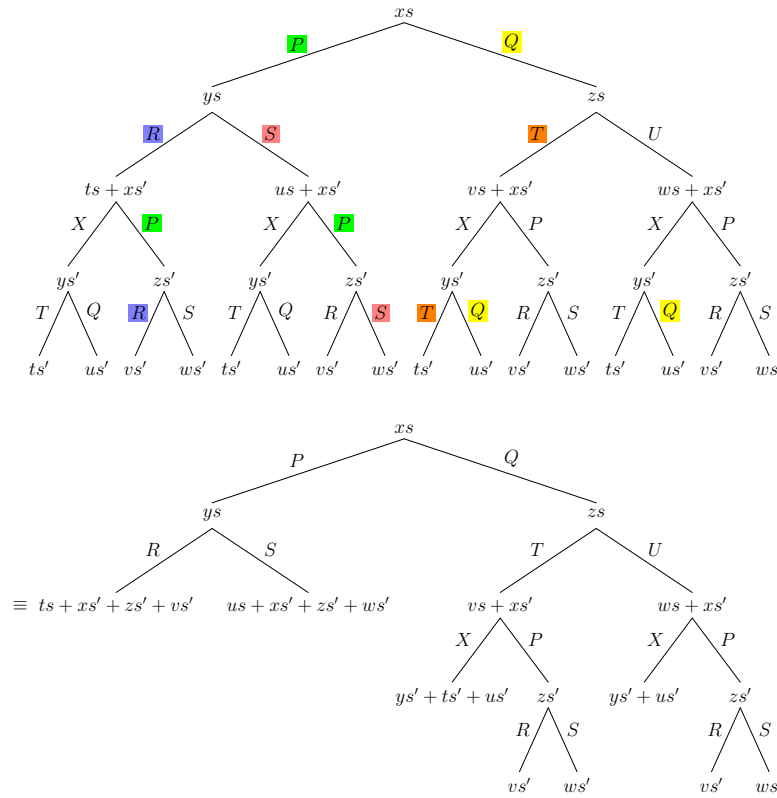 xs
P Q
ys zs
R S T U
ts + xs′ us + xs′ vs + xs′ ws + xs′
X P X P X P X P
ys′ zs′ ys′ zs′ ys′ zs′ ys′ zs′
T Q R S T Q R S T Q R S T Q R S
ts′ us′ vs′ ws′ ts′ us′ vs′ ws′ ts′ us′ vs′ ws′ ts′ us′ vs′ ws
xs
P Q
ys zs
R S T U
≡ ts + xs′ + zs′ + vs′ us + xs′ + zs′ + ws′ vs + xs′ ws + xs′
X P X P
ys′ + ts′ + us′ zs′ ys′ + us′ zs′
R S R S
vs′ ws′ vs′ ws